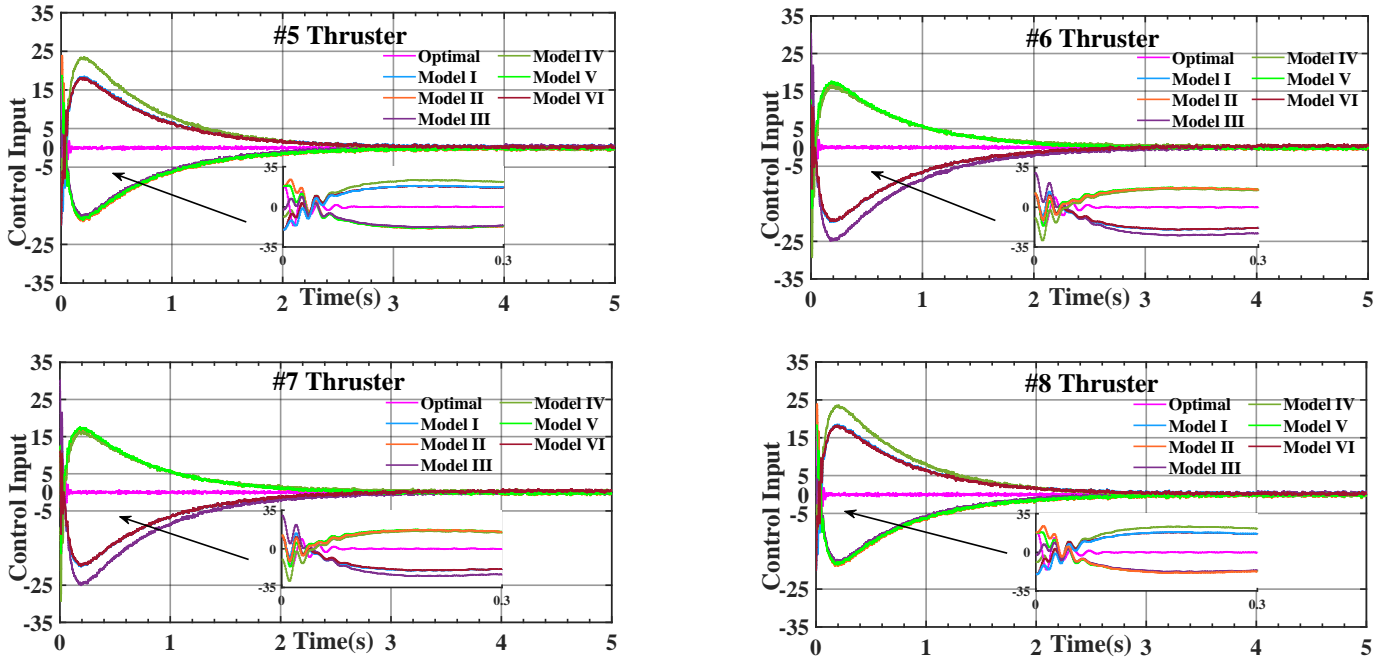 #5 Thruster
Optimal
Model I
Model II
Model III
Model IV
Model V
Model VI
Control Input
35
25
15
5
0
-5
-25
-35
35
0
-35
0
0.3
0
1
2
3
4
5
Time(s)
#6 Thruster
Optimal
Model I
Model II
Model III
Model IV
Model V
Model VI
Control Input
35
25
15
5
0
-5
-25
-35
35
0
-35
0
0.3
0
1
2
3
4
5
Time(s)
#7 Thruster
Optimal
Model I
Model II
Model III
Model IV
Model V
Model VI
Control Input
35
25
15
5
0
-5
-25
-35
35
0
-35
0
0.3
0
1
2
3
4
5
Time(s)
#8 Thruster
Optimal
Model I
Model II
Model III
Model IV
Model V
Model VI
Control Input
35
25
15
5
0
-5
-25
-35
35
0
-35
0
0.3
0
1
2
3
4
5
Time(s)